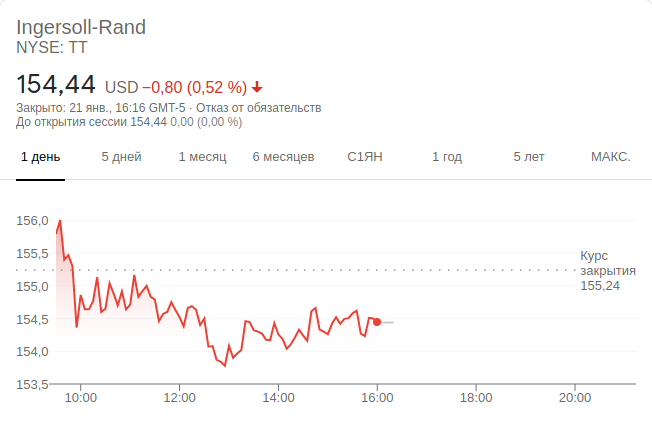 Ingersoll-Rand
NYSE: TT
154,44 USD −0,80 (0,52 %)
Закрыто: 21 янв., 16:16 GMT-5 · Отказ от обязательств
До открытия сессии 154,44 0,00 (0,00 %)
1 день 5 дней 1 месяц 6 месяцев С1ЯН 1 год 5 лет МАКС.
156,0
155,5
Курс
закрытия
155,24
155,0
154,5
154,0
153,5
10:00 12:00 14:00 16:00 18:00 20:00